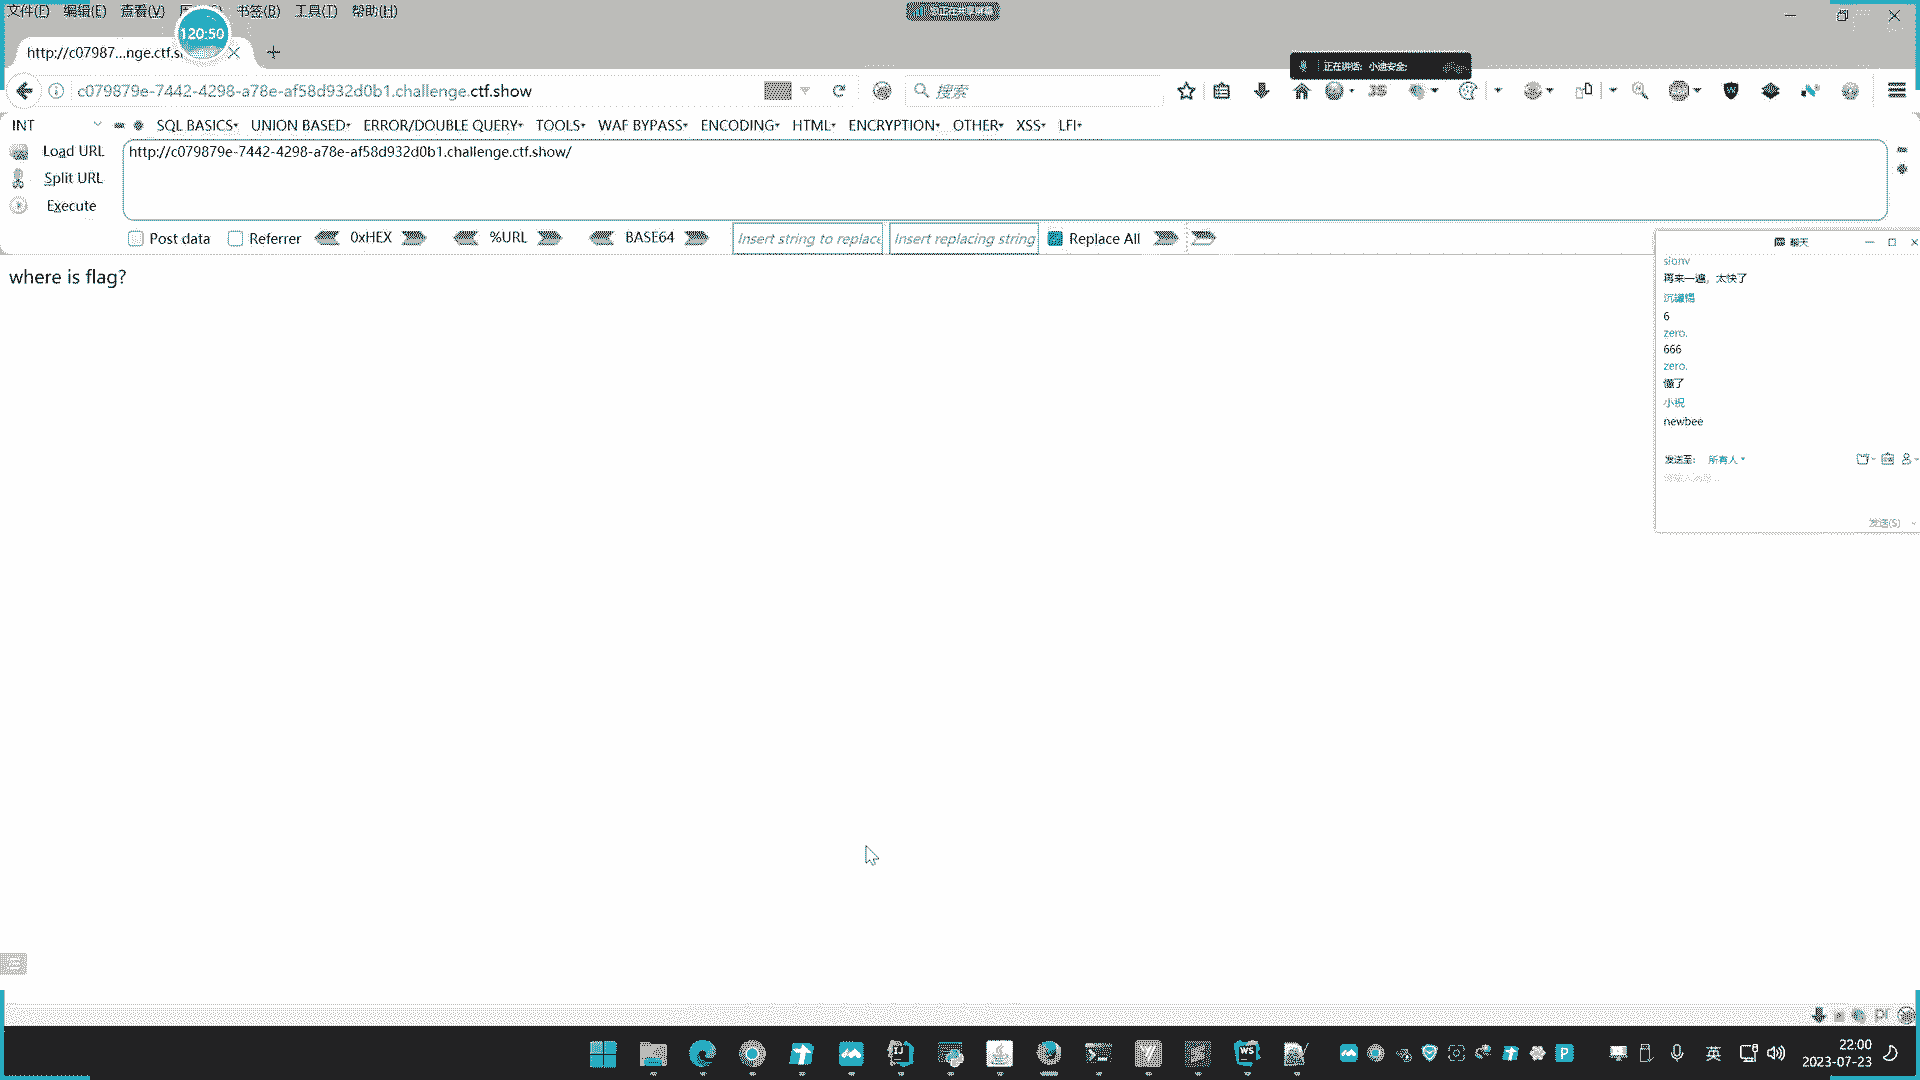 文件(F) 编辑(E) 查看(V) 书签(B) 工具(T) 帮助(H)
120:50
http://c07987...nge.ctf.s
正在讲话: 小迪安全;
c079879e-7442-4298-a78e-af58d932d0b1.challenge.ctf.show
搜索
INT
SQL BASICS UNION BASED ERROR/DOUBLE QUERY TOOLS WAF BYPASS ENCODING HTML ENCRYPTION OTHER XSS LFI
Load URL
http://c079879e-7442-4298-a78e-af58d932d0b1.challenge.ctf.show/
Split URL
Execute
Post data Referrer 0xHEX %URL BASE64 Insert string to replace Insert replacing string Replace All
where is flag?
聊天
sionv
再来一遍，太快了
沉罐锡
6
zero.
666
zero.
懂了
小祝
newbee
发送至: 所有人
发送(S)
英
22:00
2023-07-23